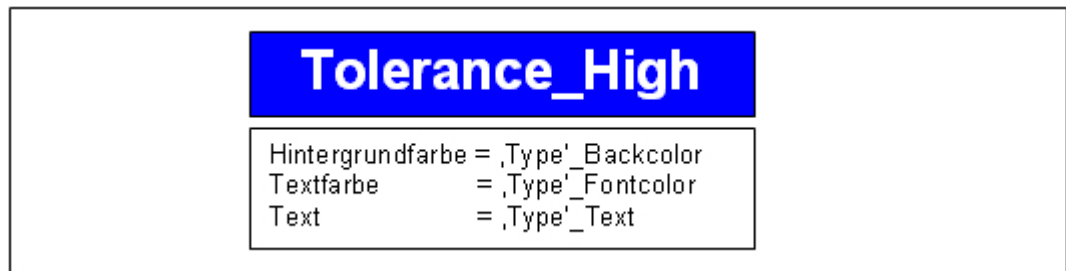 Tolerance_High
Hintergrundfarbe = ‚Type'_Backcolor
Textfarbe = ‚Type'_Fontcolor
Text = ‚Type'_Text